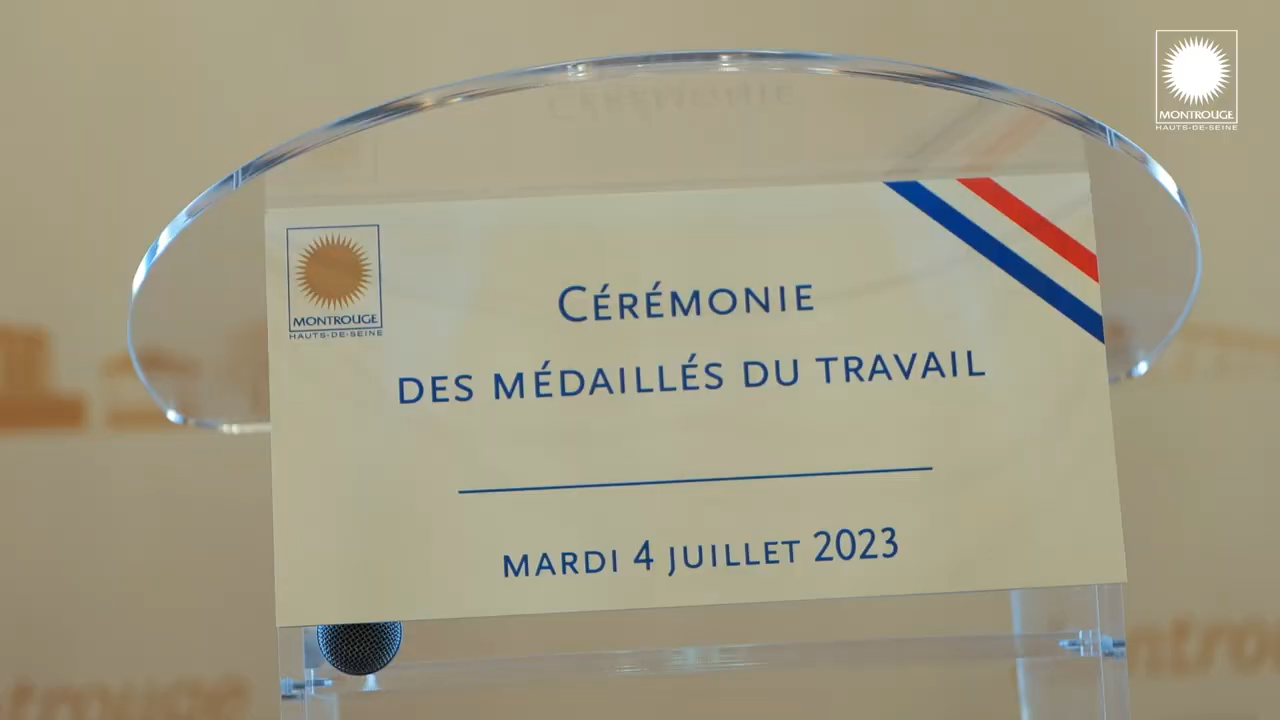 MONTROUGE
HAUTS-DE-SEINE
MONTROUGE
HAUTS-DE-SEINE
CÉRÉMONIE
DES MÉDAILLÉS DU TRAVAIL
MARDI 4 JUILLET 2023